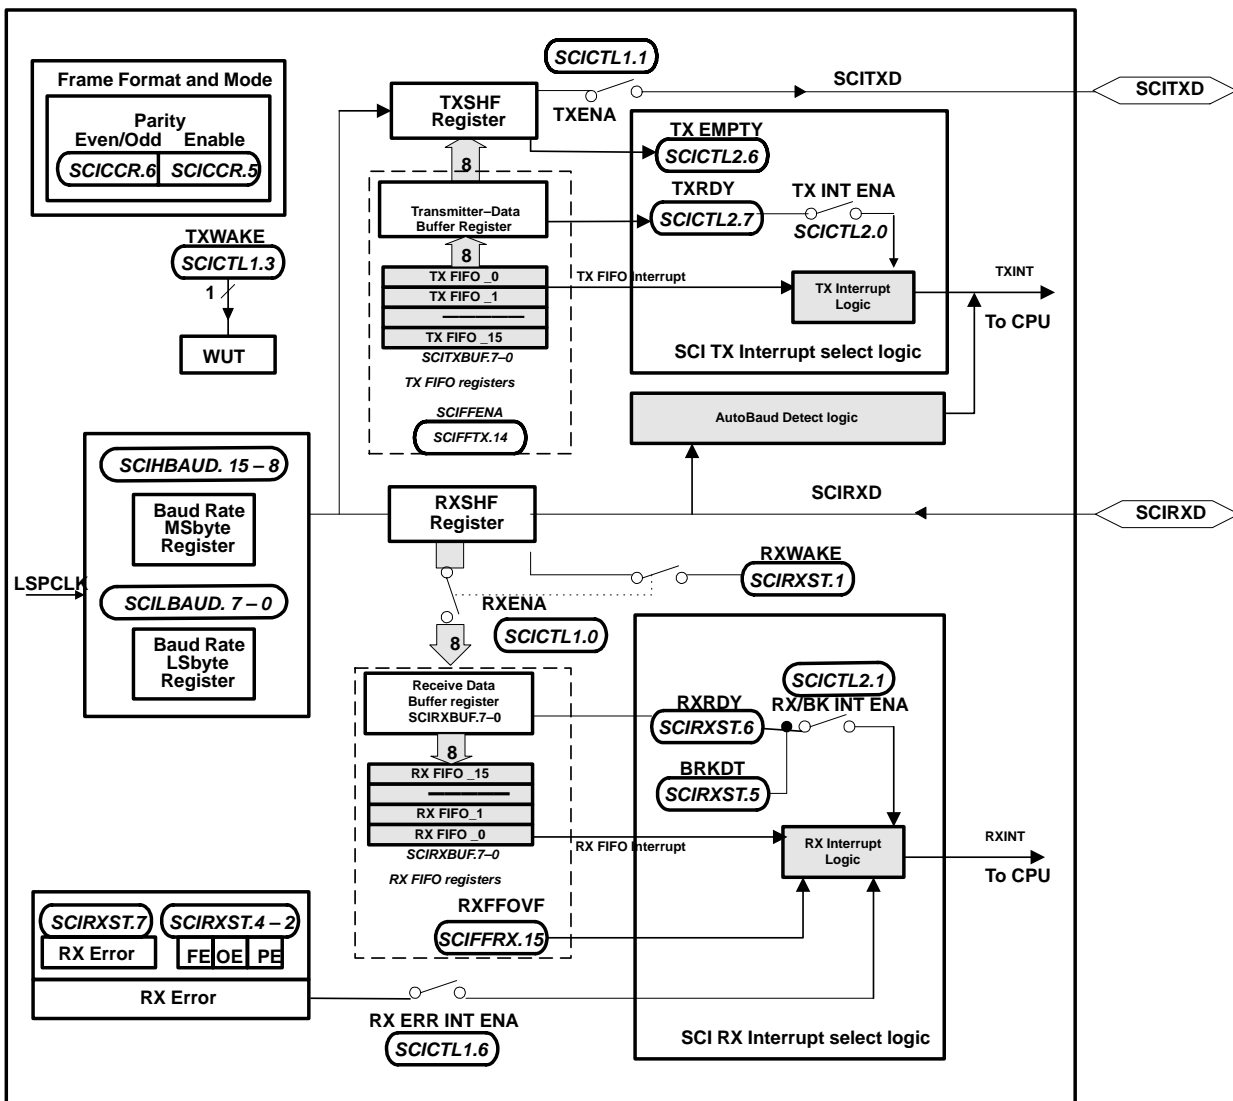 Frame Format and Mode
Parity
Even/Odd Enable
SCICCR.6 SCICCR.5
TXWAKE
SCICTL1.3
1
WUT
SCICTL1.1
TXSHF
Register
TXENA
SCITXD
SCITXD
8
Transmitter–Data
Buffer Register
8
TX FIFO _0
TX FIFO _1
TX FIFO _15
SCITXBUF.7–0
TX FIFO registers
SCIFFENA
SCIFFTX.14
TX EMPTY
SCICTL2.6
TXRDY
SCICTL2.7
TX INT ENA
SCICTL2.0
TX FIFO Interrupt
TX Interrupt
Logic
TXINT
To CPU
SCI TX Interrupt select logic
AutoBaud Detect logic
SCIHBAUD. 15 – 8
Baud Rate
MSbyte
Register
LSPCLK
SCILBAUD. 7 – 0
Baud Rate
LSbyte
Register
RXSHF
Register
SCIRXD
SCIRXD
RXWAKE
SCIRXST.1
RXENA
SCICTL1.0
8
Receive Data
Buffer register
SCIRXBUF.7–0
8
RX FIFO _15
RX FIFO_1
RX FIFO _0
SCIRXBUF.7–0
RX FIFO registers
RXFFOVF
SCIFFRX.15
SCICTL2.1
RXRDY
RX/BK INT ENA
SCIRXST.6
BRKDT
SCIRXST.5
RX FIFO Interrupt
RX Interrupt
Logic
RXINT
To CPU
SCI RX Interrupt select logic
SCIRXST.7 SCIRXST.4 – 2
RX Error FE OE PE
RX Error
RX ERR INT ENA
SCICTL1.6